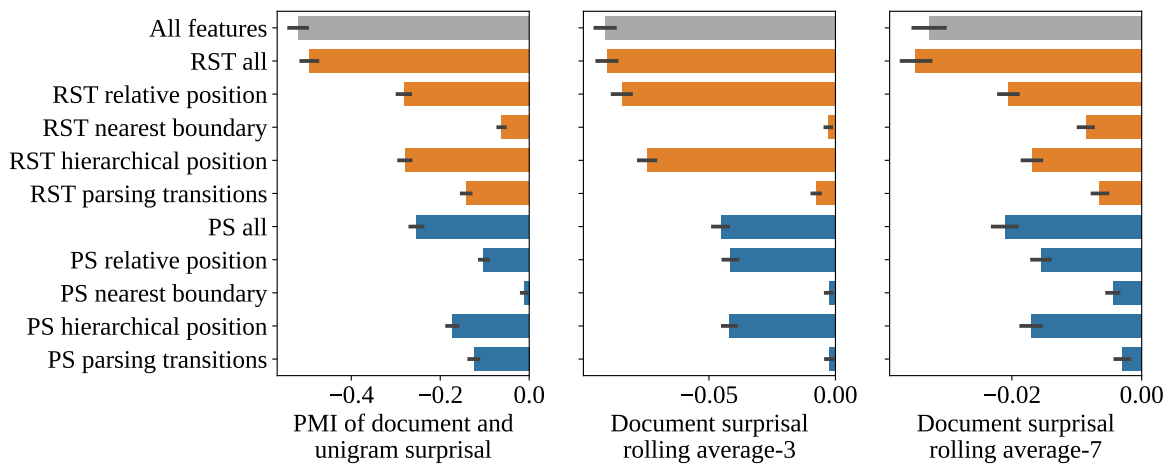 All features
RST all
RST relative position
RST nearest boundary
RST hierarchical position
RST parsing transitions
PS all
PS relative position
PS nearest boundary
PS hierarchical position
PS parsing transitions
−0.4 −0.2 0.0
PMI of document and
unigram surprisal
−0.05 0.00
Document surprisal
rolling average-3
−0.02 0.00
Document surprisal
rolling average-7